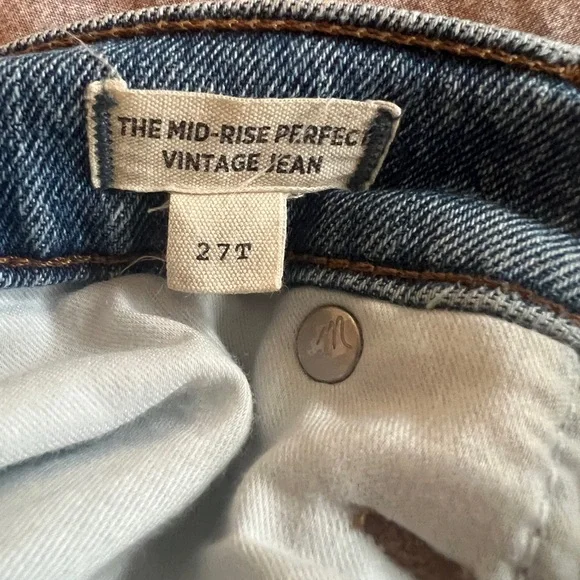 THE MID-RISE PERFECT
VINTAGE JEAN
27T
M